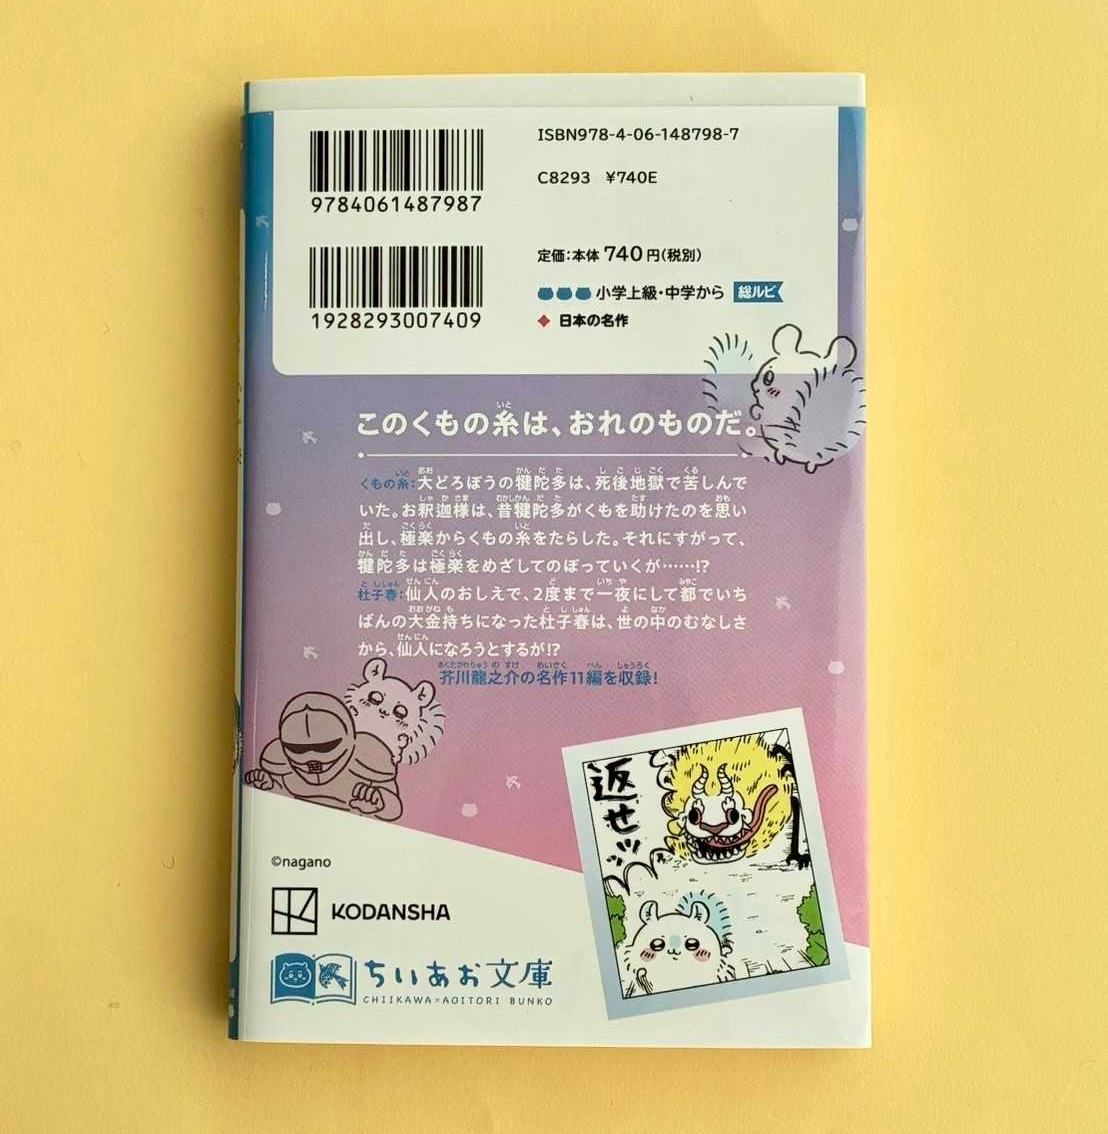 ISBN978-4-06-148798-7
C8293 ¥740E
9784061487987
定価:本体740円(税別)
小学上級・中学から 総ルビ
1928293007409
日本の名作
このくもの糸は、おれのものだ。
くもの糸:大どろぼうの犍陀多は、死後地獄で苦しんで
いた。お釈迦様は、昔犍陀多がくもを助けたのを思い
出し、極楽からくもの糸をたらした。それにすがって、
犍陀多は極楽をめざしてのぼっていくが……!?
杜子春:仙人のおしえで、2度まで一夜にして都でいち
ばんの大金持ちになった杜子春は、世の中のむなしさ
から、仙人になろうとするが!?
芥川龍之介の名作11編を収録!
返せッ
©nagano
KODANSHA
ちいあお文庫
CHIIKAWA×AOITORI BUNKO